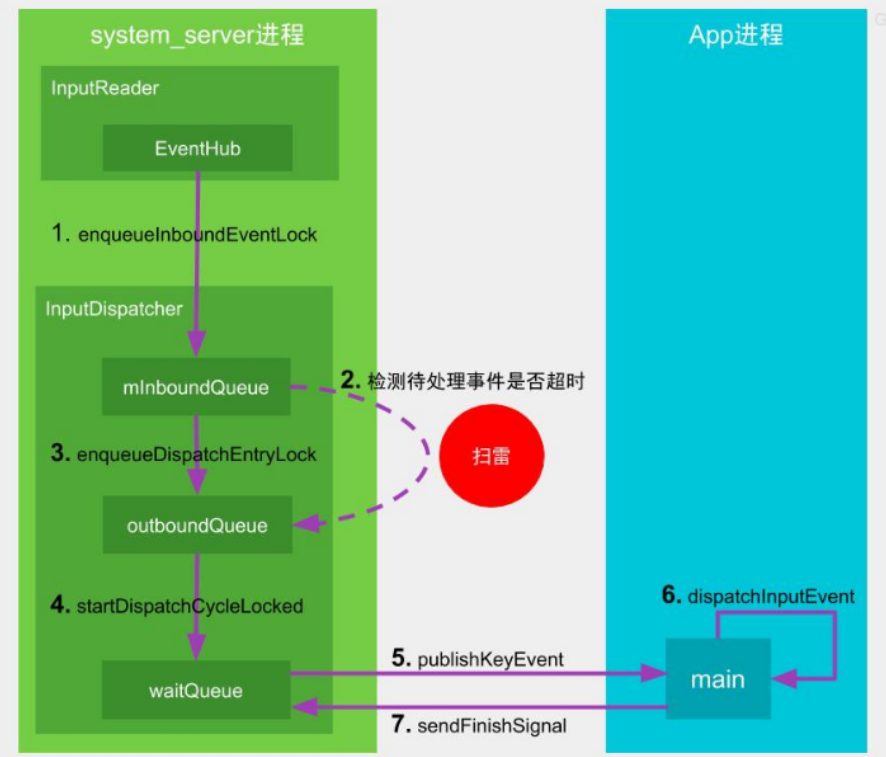 system_server进程
App进程
G
InputReader
EventHub
1. enqueueInboundEventLock
InputDispatcher
mInboundQueue
2. 检测待处理事件是否超时
3. enqueueDispatchEntryLock
扫雷
outboundQueue
4. startDispatchCycleLocked
6. dispatchInputEvent
5. publishKeyEvent
main
waitQueue
7. sendFinishSignal